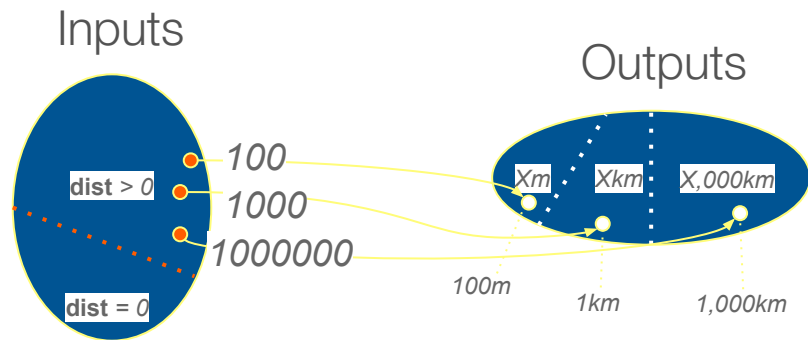 Inputs
Outputs
dist > 0
dist = 0
100
1000
1000000
Xm
Xkm
X,000km
100m
1km
1,000km